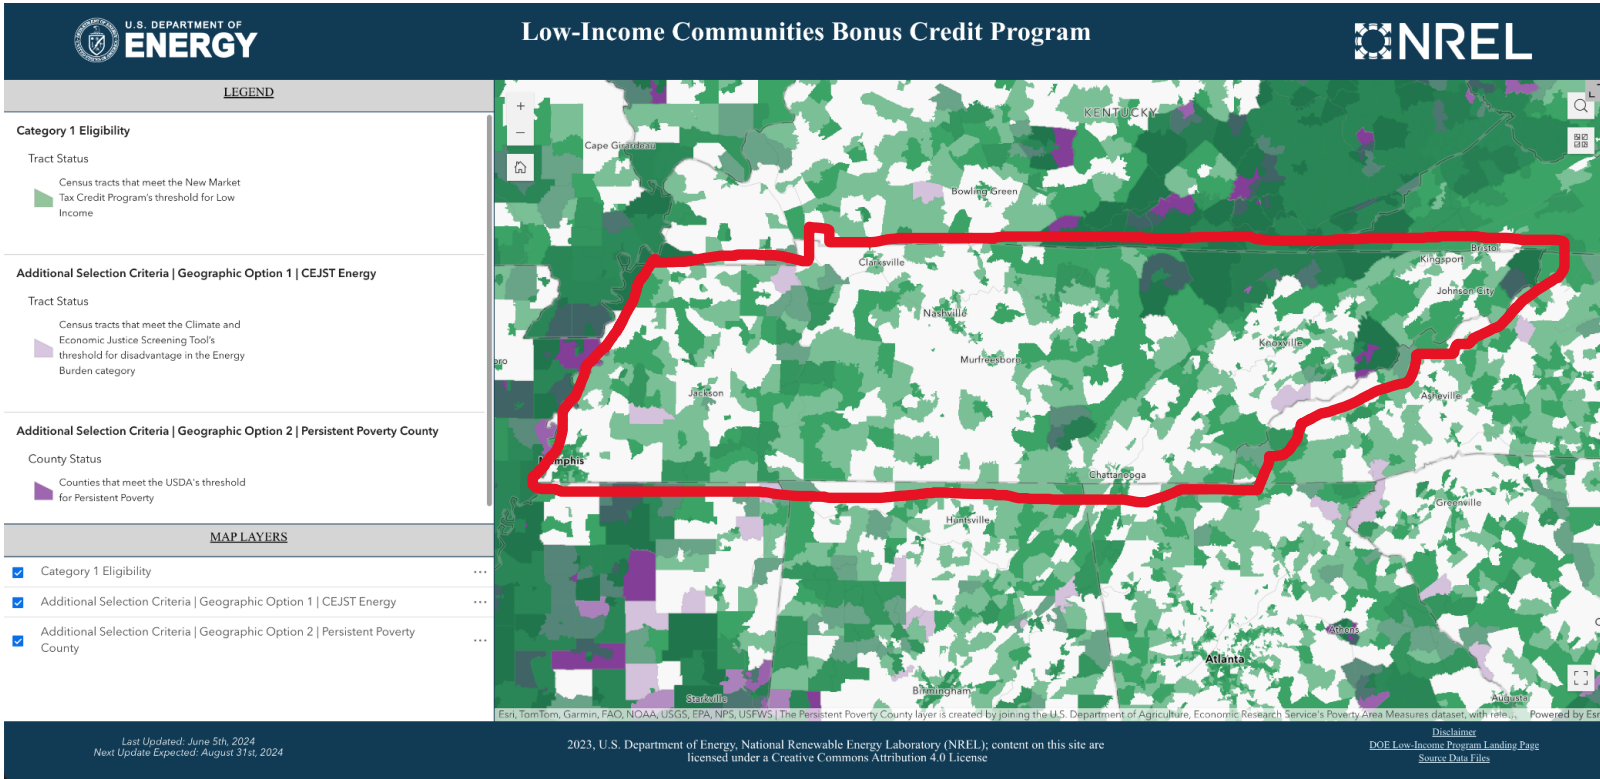 U.S. DEPARTMENT OF
ENERGY
Low-Income Communities Bonus Credit Program
NREL
LEGEND
Category 1 Eligibility
Tract Status
Census tracts that meet the New Market
Tax Credit Program's threshold for Low
Income
Additional Selection Criteria | Geographic Option 1 | CEJST Energy
Tract Status
Census tracts that meet the Climate and
Economic Justice Screening Tool's
threshold for disadvantage in the Energy
Burden category
Additional Selection Criteria | Geographic Option 2 | Persistent Poverty County
County Status
Counties that meet the USDA's threshold
for Persistent Poverty
MAP LAYERS
Category 1 Eligibility
Additional Selection Criteria | Geographic Option 1 | CEJST Energy
Additional Selection Criteria | Geographic Option 2 | Persistent Poverty
County
KENTUCKY
Cape Girardeau
Bowling Green
Bristol
Clarksville
Kingsport
Johnson City
Nashville
Knoxville
Murfreesboro
oro
Jackson
Asheville
Memphis
Chattanooga
Greenville
Huntsville
Athens
Atlanta
Birmingham
Starkville
Augusta
Esri, TomTom, Garmin, FAO, NOAA, USGS, EPA, NPS, USFWS | The Persistent Poverty County layer is created by joining the U.S. Department of Agriculture, Economic Research Service's Poverty Area Measures dataset, with rele...
Powered by Esri
Last Updated: June 5th, 2024
Next Update Expected: August 31st, 2024
2023, U.S. Department of Energy, National Renewable Energy Laboratory (NREL); content on this site are
licensed under a Creative Commons Attribution 4.0 License
Disclaimer
DOE Low-Income Program Landing Page
Source Data Files